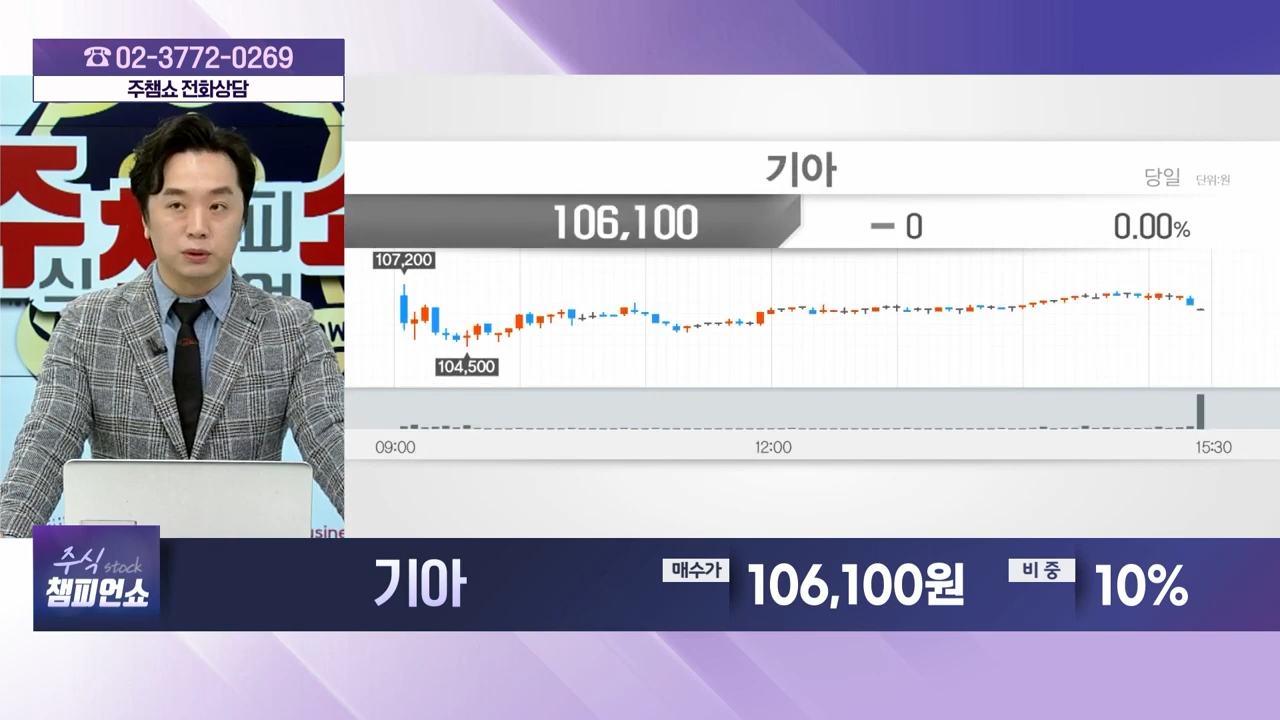 ☎02-3772-0269
주챔쇼 전화상담
기아
당일 단위:원
106,100 0 0.00%
107,200
104,500
09:00 12:00 15:30
주식 stock
챔피언쇼
기아 매수가 106,100원 비중 10%